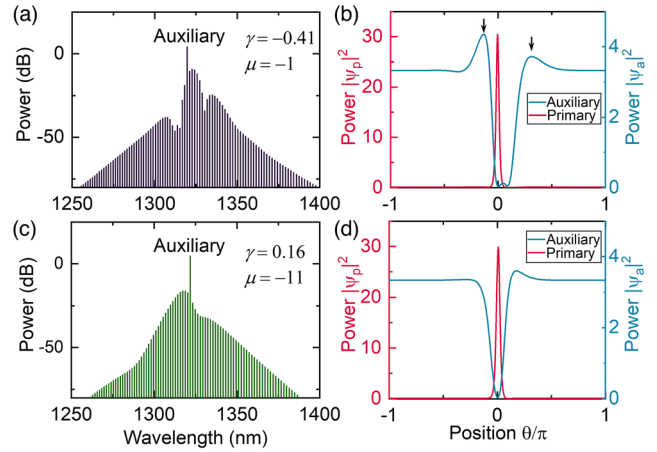 (a)
Auxiliary
γ = −0.41
μ = −1
Power (dB)
0
-50
1250 1300 1350 1400
(b)
Power |ψp|²
30
20
10
0
Auxiliary
Primary
4
2
0
Power |ψa|²
-1 0 1
(c)
Auxiliary
γ = 0.16
μ = −11
Power (dB)
0
-50
1250 1300 1350 1400
Wavelength (nm)
(d)
Power |ψp|²
30
20
10
0
Auxiliary
Primary
4
2
0
Power |ψa|²
-1 0 1
Position θ/π